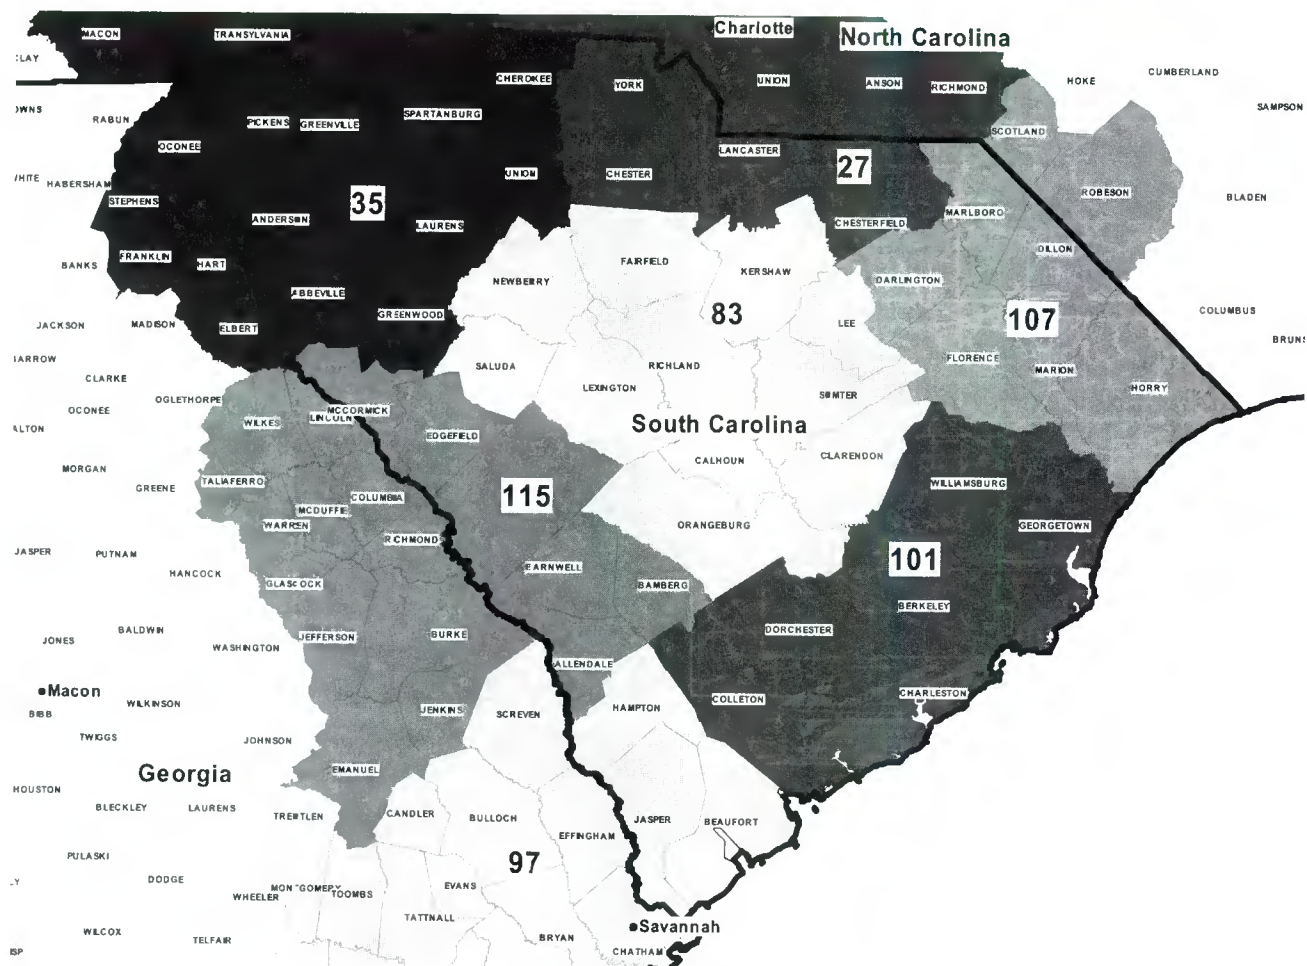 MACON
TRANSYLVANIA
Charlotte
North Carolina
CHEROKEE
YORK
UNION
ANSON
RICHMOND
HOKE
CUMBERLAND
SAMPSON
RABUN
PICKENS
GREENVILLE
SPARTANBURG
SCOTLAND
OCONEE
LANCASTER
27
HABERSHAM
STEPHENS
UNION
CHESTER
ROBESON
BLADEN
35
ANDERSON
LAURENS
CHESTERFIELD
MARLBORO
BANKS
FRANKLIN
HART
FAIRFIELD
KERSHAW
DILLON
NEWBERRY
DARLINGTON
ABBEVILLE
GREENWOOD
83
107
COLUMBUS
JACKSON
MADISON
ELBERT
LEE
SALUDA
RICHLAND
FLORENCE
MARION
CLARKE
LEXINGTON
SUMTER
HORRY
OCONEE
OGLETHORPE
WILKES
LINCOLN
MCCORMICK
EDGEFIELD
South Carolina
MORGAN
GREENE
TALIAFERRO
COLUMBIA
115
CALHOUN
CLARENDON
WILLIAMSBURG
WARREN
MCDUFFIE
RICHMOND
ORANGEBURG
GEORGETOWN
JASPER
PUTNAM
HANCOCK
GLASCOCK
BARNWELL
BAMBERG
101
BERKELEY
JONES
BALDWIN
WASHINGTON
JEFFERSON
BURKE
DORCHESTER
ALLENDALE
Macon
BIBB
WILKINSON
JENKINS
SCREVEN
HAMPTON
COLLETON
CHARLESTON
TWIGGS
JOHNSON
Georgia
EMANUEL
HOUSTON
BLECKLEY
LAURENS
TREUTLEN
CANDLER
BULLOCH
EFFINGHAM
JASPER
BEAUFORT
PULASKI
DODGE
97
WHEELER
MONTGOMERY
TOOMBS
EVANS
TATTNALL
WILCOX
TELFAIR
BRYAN
Savannah
CHATHAM